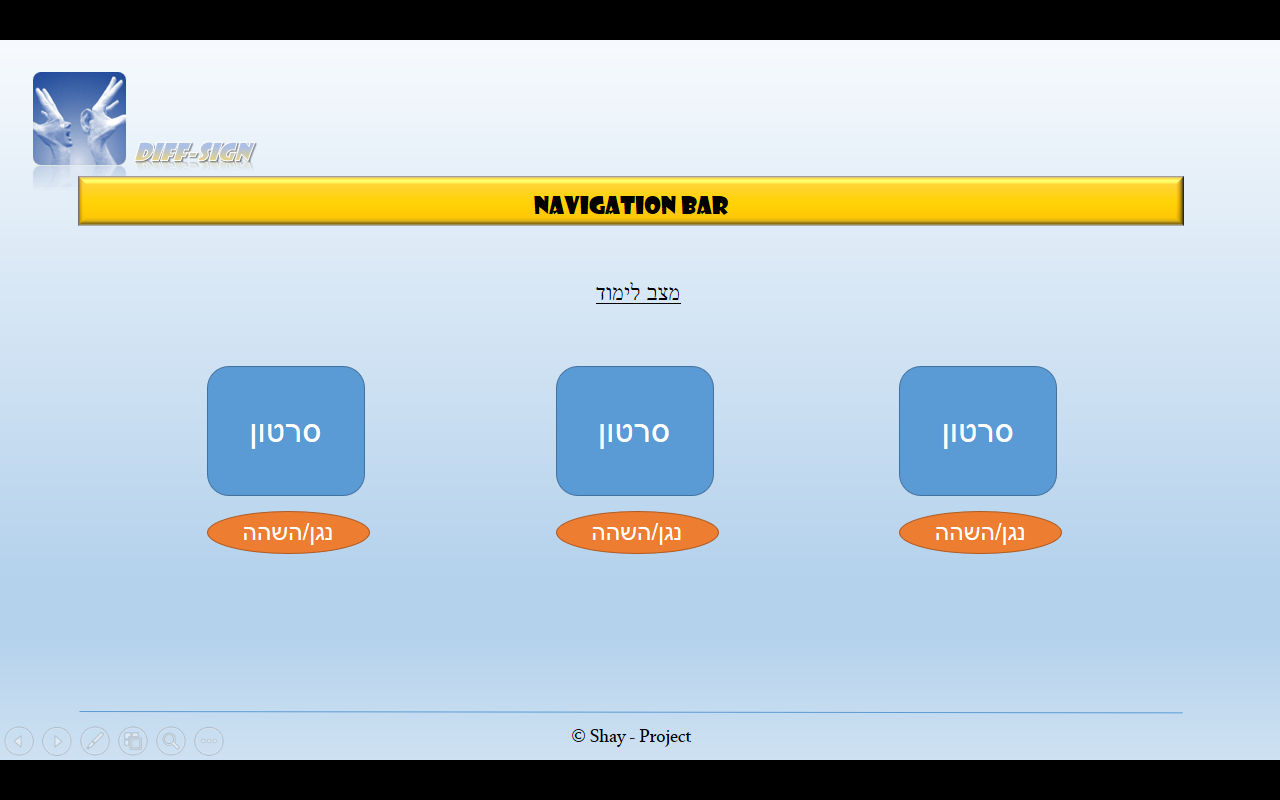 DIFF-SIGN
NAVIGATION BAR
מצב לימוד
סרטון
סרטון
סרטון
נגן/השהה
נגן/השהה
נגן/השהה
© Shay - Project